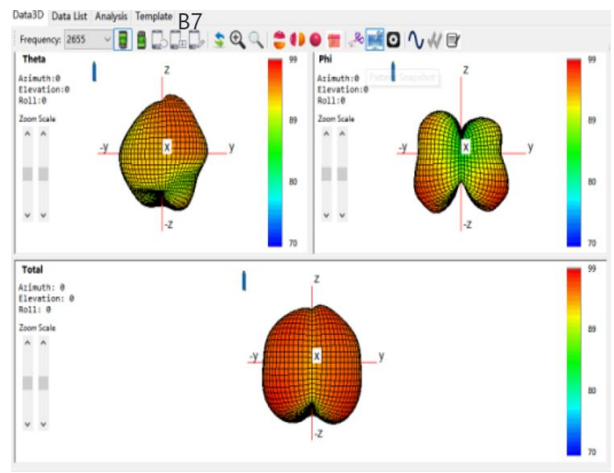 Data3D Data List Analysis Template B7
Frequency: 2655
Theta
Azimuth:0
Elevation:0
Roll:0
Zoom Scale
z
-y
x
y
-z
99
89
80
70
Phi
Azimuth:0
Elevation:0
Roll:0
Zoom Scale
Pattern Snapshot
z
-y
x
y
-z
99
89
80
70
Total
Azimuth: 0
Elevation: 0
Roll: 0
Zoom Scale
z
-y
x
y
-z
99
89
80
70